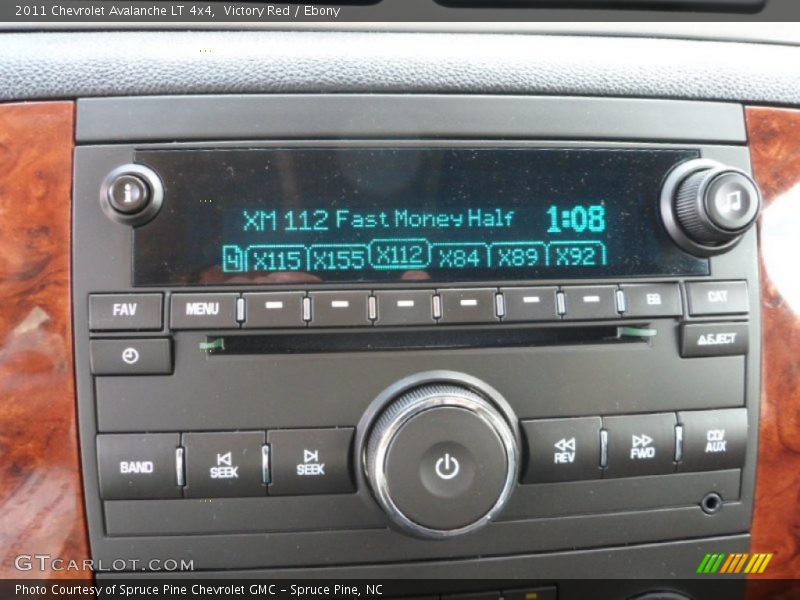 2011 Chevrolet Avalanche LT 4x4, Victory Red / Ebony
i
XM 112 Fast Money Half 1:08
4 X115 X155 X112 X84 X89 X92
FAV MENU CAT
EJECT
BAND SEEK SEEK REV FWD CD/
AUX
GTCARLOT.COM
Photo Courtesy of Spruce Pine Chevrolet GMC – Spruce Pine, NC